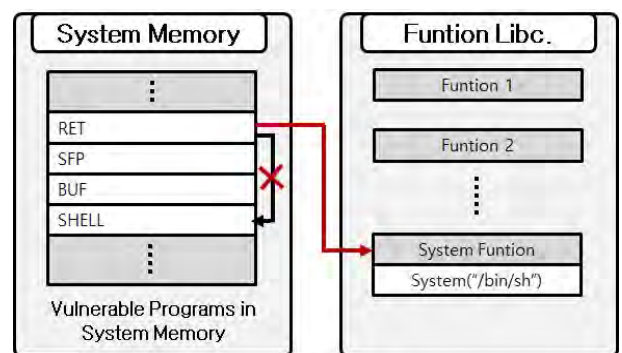 System Memory
RET
SFP
BUF
SHELL
Vulnerable Programs in
System Memory
Funtion Libc.
Funtion 1
Funtion 2
System Funtion
System("/bin/sh")